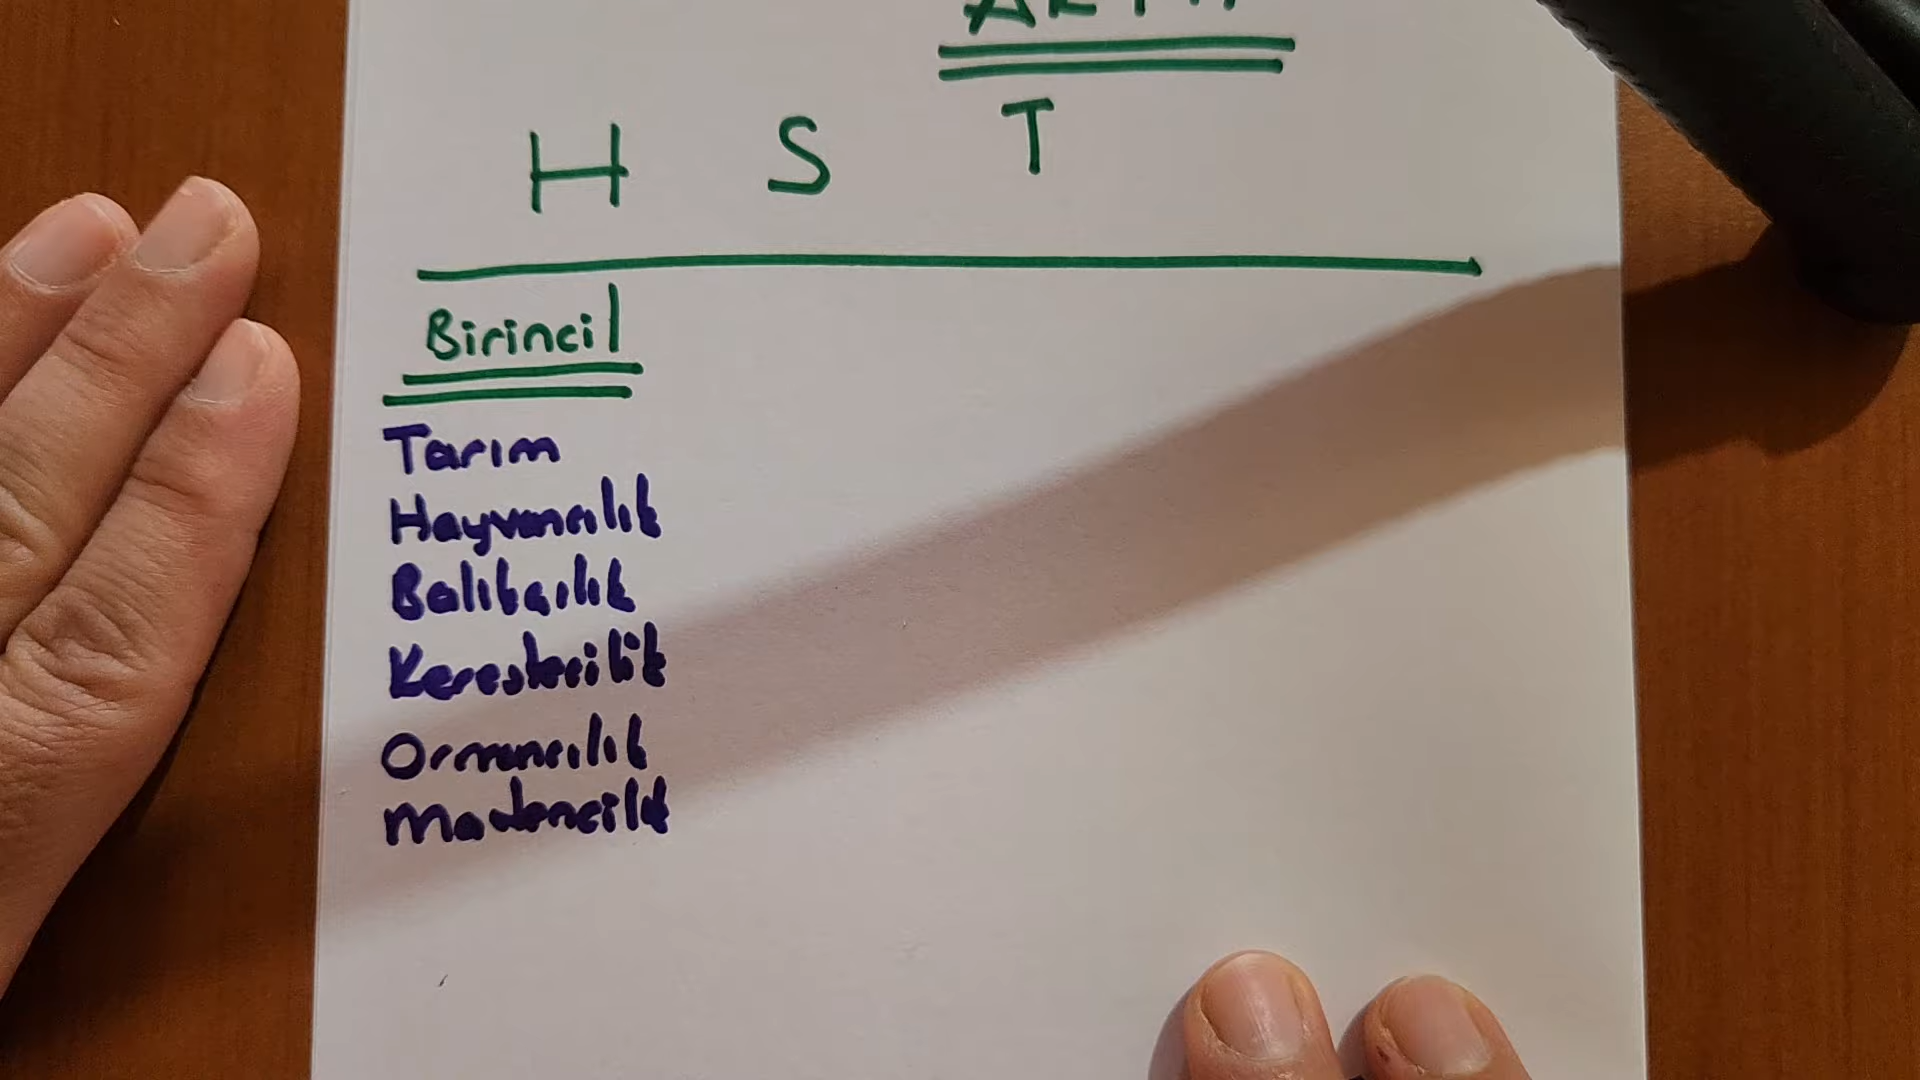 H S T
Birincil
Tarım
Hayvancılık
Balıkçılık
Kerestecilik
Ormancılık
Madencilik